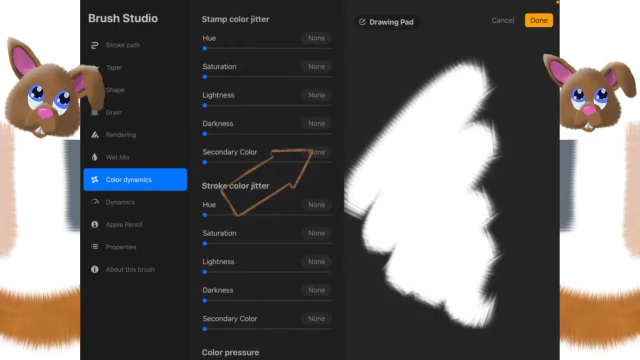 Brush Studio
Stroke path
Taper
Shape
Grain
Rendering
Wet Mix
Color dynamics
Dynamics
Apple Pencil
Properties
About this brush
Stamp color jitter
Hue None
Saturation None
Lightness None
Darkness None
Secondary Color None
Stroke color jitter
Hue None
Saturation None
Lightness None
Darkness None
Secondary Color None
Color pressure
Drawing Pad
Cancel
Done